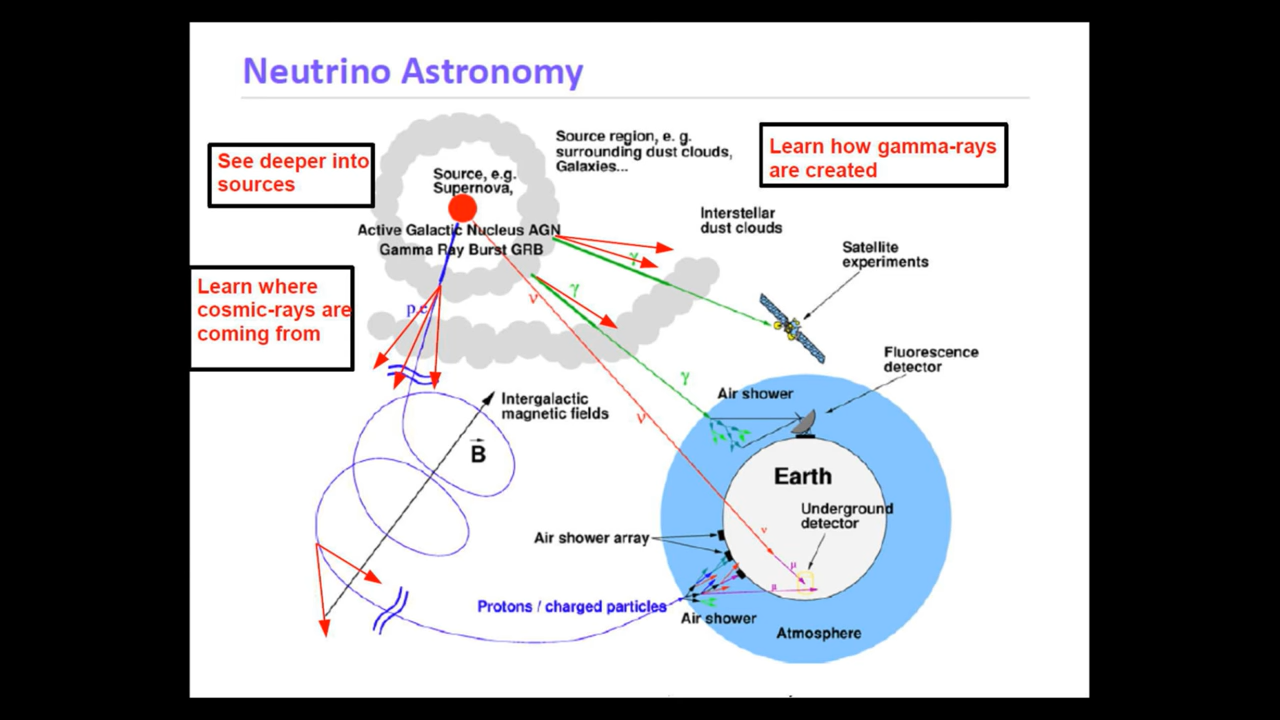 Neutrino Astronomy
See deeper into
sources
Source, e.g.
Supernova,
Active Galactic Nucleus AGN
Gamma Ray Burst GRB
Source region, e. g.
surrounding dust clouds,
Galaxies...
Learn how gamma-rays
are created
Interstellar
dust clouds
Satellite
experiments
Learn where
cosmic-rays are
coming from
p,e
γ
γ
ν
γ
ν
Intergalactic
magnetic fields
B
Air shower
Fluorescence
detector
Earth
Underground
detector
ν
μ
μ
Air shower array
Protons / charged particles
Air shower
Atmosphere